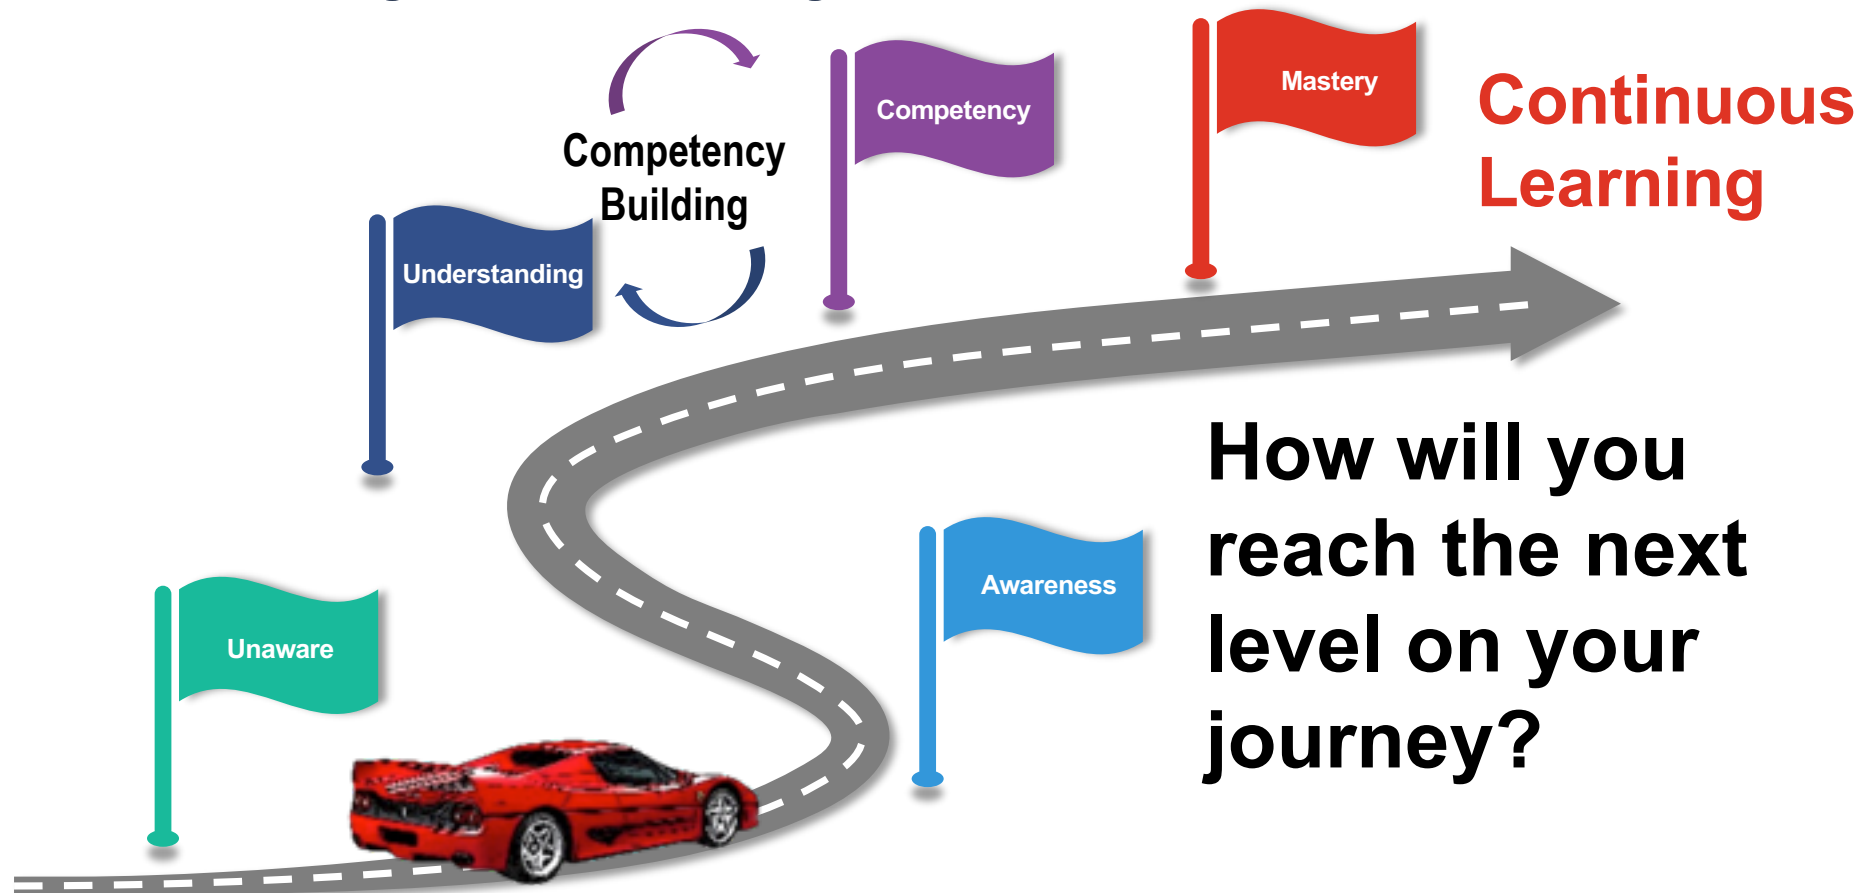 Competency
Mastery
Continuous
Learning
Competency
Building
Understanding
How will you
reach the next
level on your
journey?
Awareness
Unaware